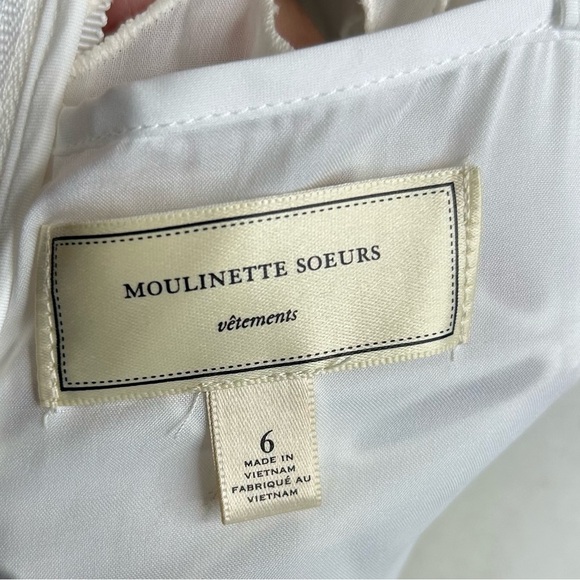 MOULINETTE SOEURS
vêtements
6
MADE IN
VIETNAM
FABRIQUÉ AU
VIETNAM